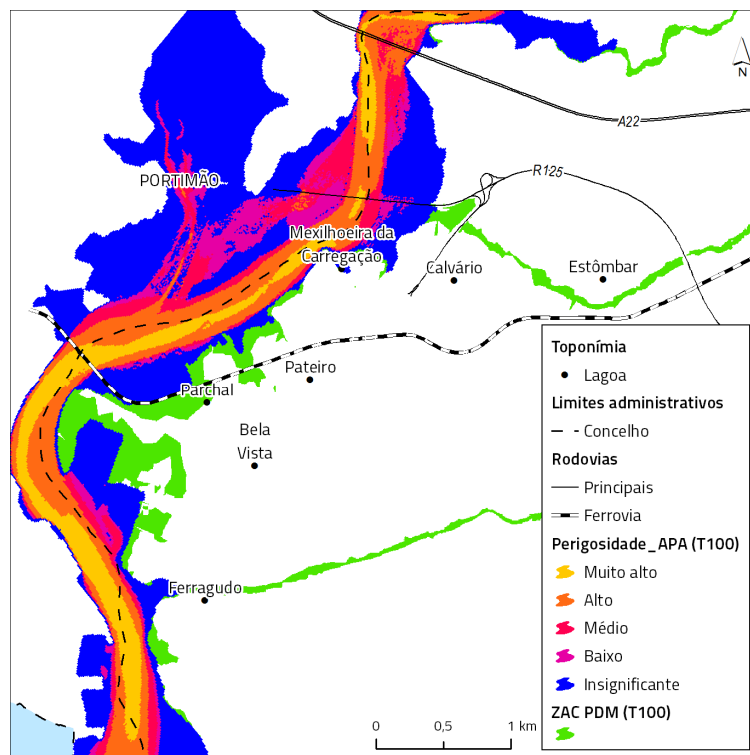 N
A22
R125
PORTIMÃO
Mexilhoeira da
Carregação
Calvário
Estômbar
Pateiro
Parchal
Bela
Vista
Ferragudo
Toponímia
Lagoa
Limites administrativos
Concelho
Rodovias
Principais
Ferrovia
Perigosidade_APA (T100)
Muito alto
Alto
Médio
Baixo
Insignificante
ZAC PDM (T100)
0 0,5 1 km